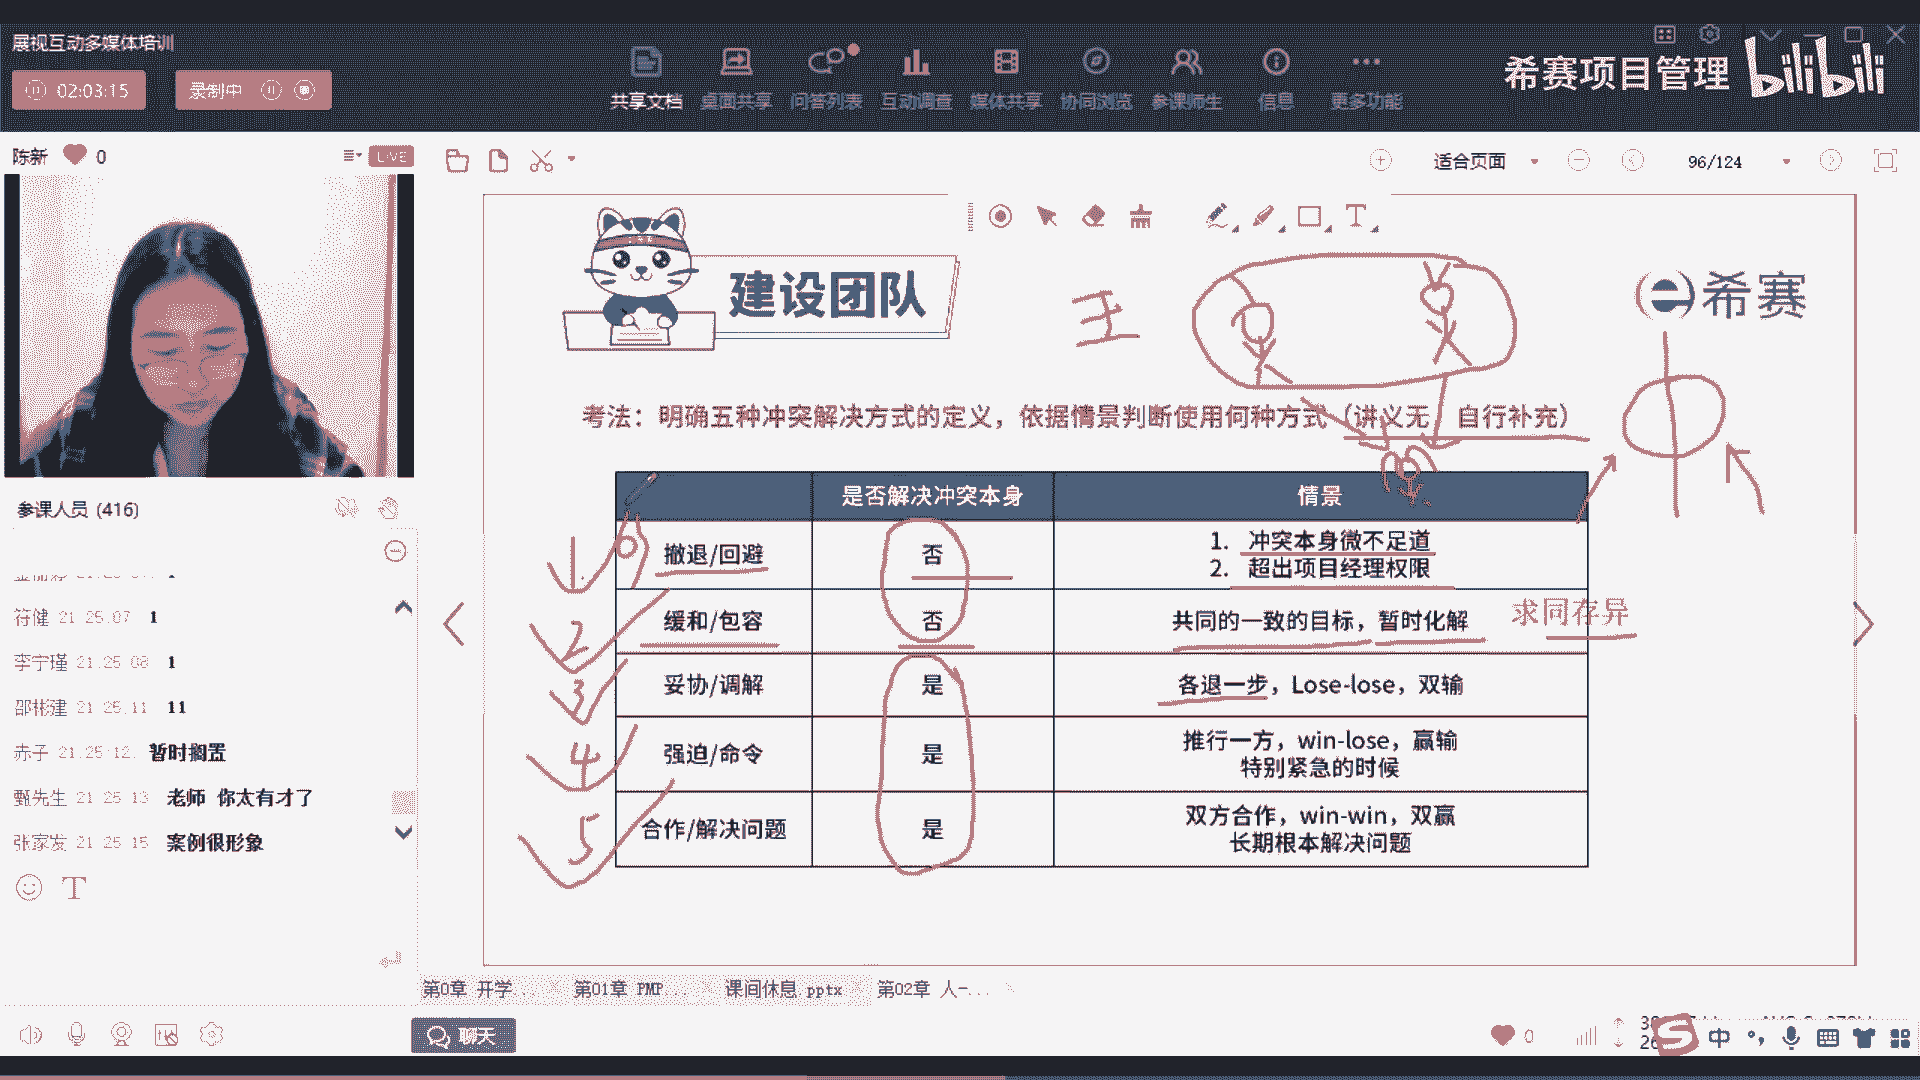 展视互动多媒体培训
02:03:15
录制中
共享文档 桌面共享 问答列表 互动调查 媒体共享 协同浏览 参课师生 信息 更多功能
希赛项目管理 bilibili
陈新 0 LIVE
适合页面 96/124
建设团队
王
希赛
考法：明确五种冲突解决方式的定义，依据情景判断使用何种方式（讲义无 自行补充）
是否解决冲突本身 情景
1 撤退/回避 否 1. 冲突本身微不足道
2. 超出项目经理权限
2 缓和/包容 否 共同的一致的目标，暂时化解 求同存异
3 妥协/调解 是 各退一步，Lose-lose，双输
4 强迫/命令 是 推行一方，win-lose，赢输
特别紧急的时候
5 合作/解决问题 是 双方合作，win-win，双赢
长期根本解决问题
参课人员 (416)
符健 21:25:07 1
李宁瑾 21:25:08 1
邵彬建 21:25:11 11
赤子 21:25:12 暂时搁置
甄先生 21:25:13 老师 你太有才了
张家发 21:25:15 案例很形象
T
第0章 开学... 第01章 PMP... 课间休息.pptx 第02章 人-...
聊天
0
S 中